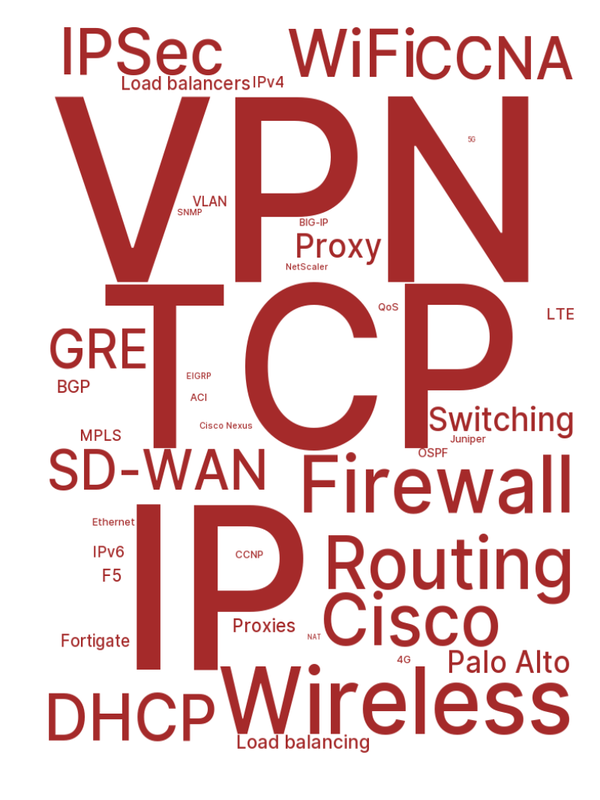 IPSec
WiFi
CCNA
Load balancers
IPv4
VPN
5G
VLAN
SNMP
BIG-IP
Proxy
NetScaler
TCP
QoS
LTE
GRE
BGP
EIGRP
ACI
Switching
Cisco Nexus
MPLS
Juniper
OSPF
SD-WAN
Firewall
IP
Ethernet
CCNP
IPv6
F5
Routing
Cisco
Proxies
NAT
Fortigate
4G
Palo Alto
Wireless
DHCP
Load balancing